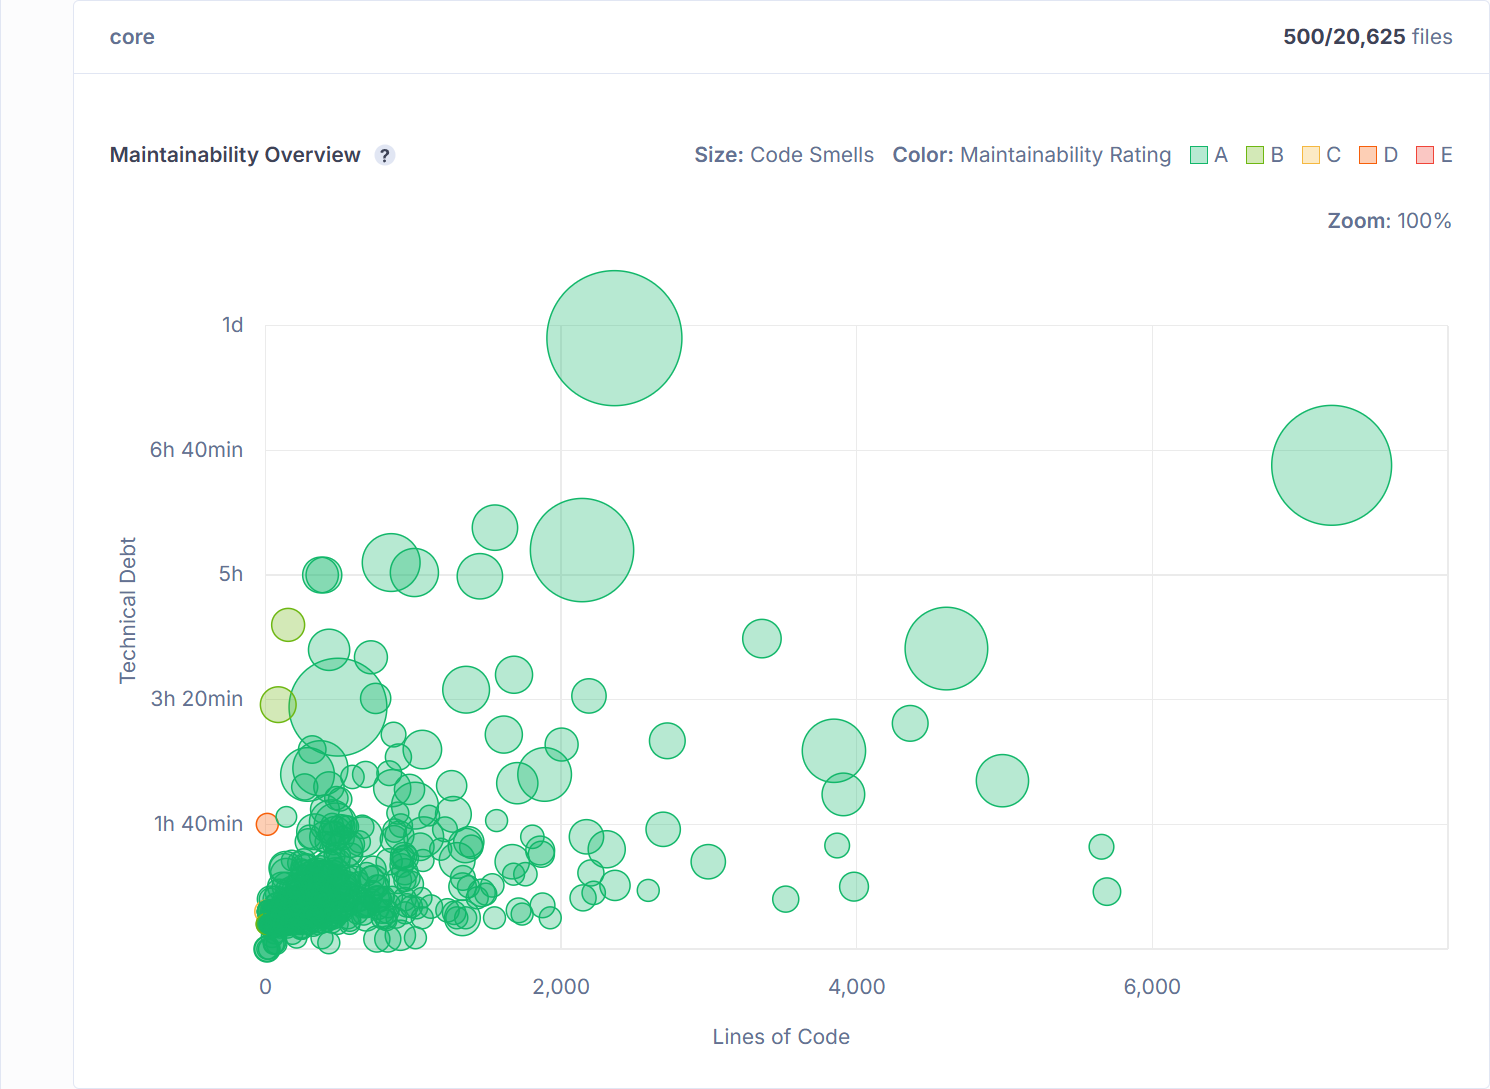 core
500/20,625 files
Maintainability Overview ?
Size: Code Smells Color: Maintainability Rating A B C D E
Zoom: 100%
1d
6h 40min
5h
3h 20min
1h 40min
Technical Debt
0 2,000 4,000 6,000
Lines of Code